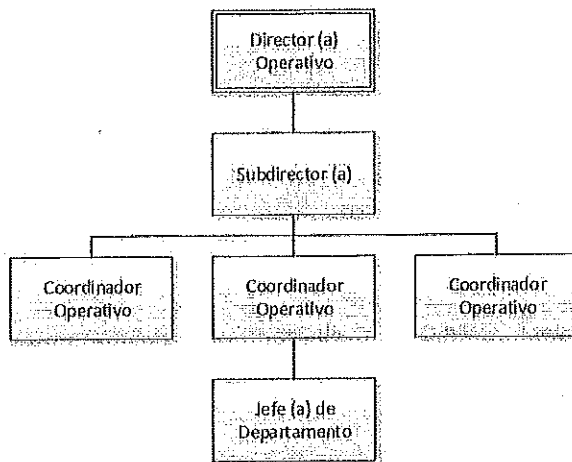 Director (a)
Operativo
Subdirector (a)
Coordinador
Operativo
Coordinador
Operativo
Coordinador
Operativo
Jefe (a) de
Departamento